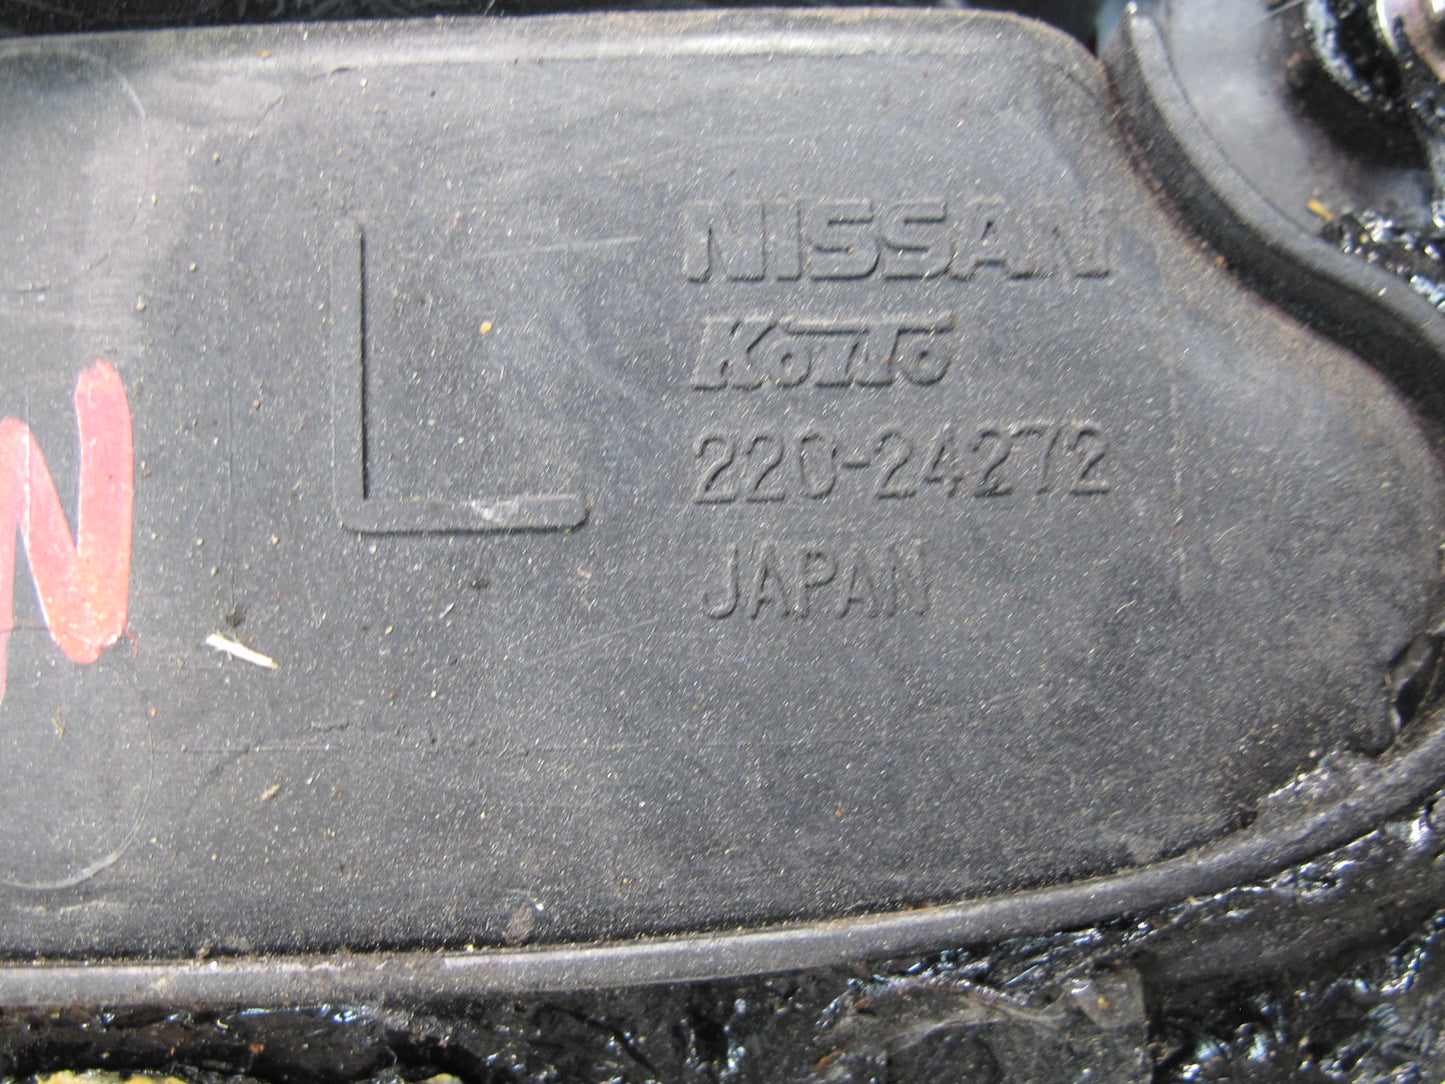 L
NISSAN
KOITO
220-24272
JAPAN
N